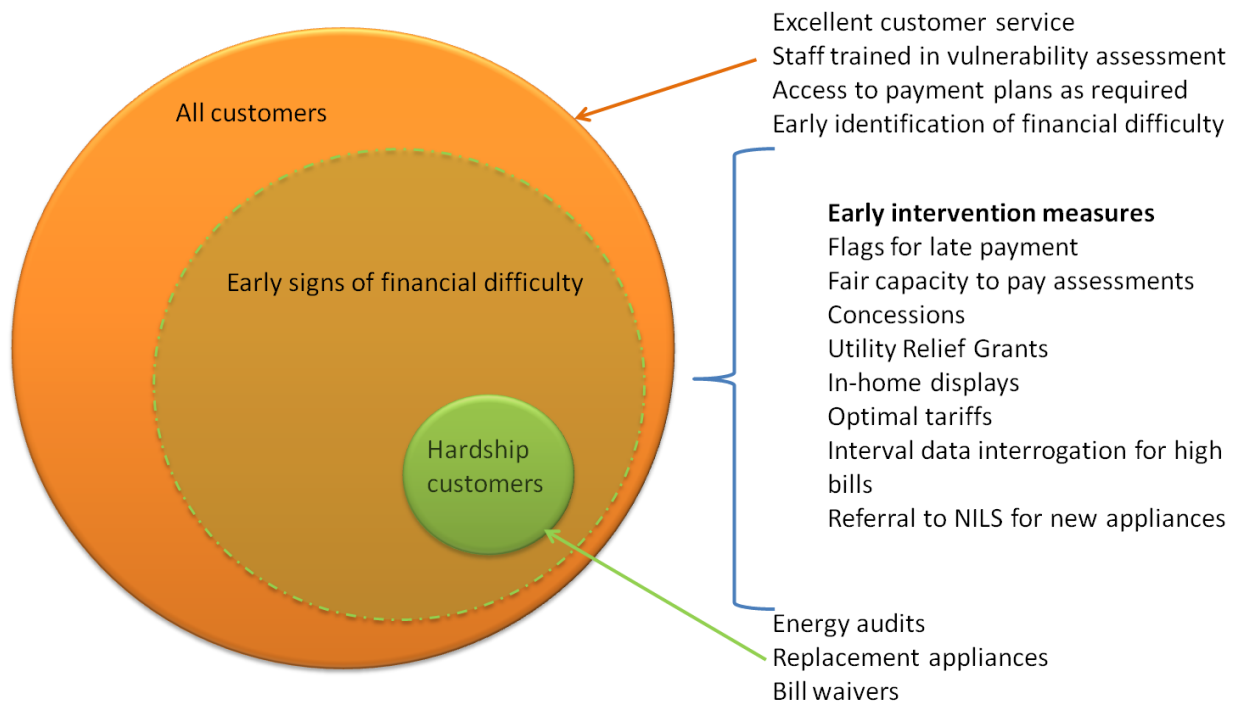 All customers
Early signs of financial difficulty
Hardship
customers
Excellent customer service
Staff trained in vulnerability assessment
Access to payment plans as required
Early identification of financial difficulty
Early intervention measures
Flags for late payment
Fair capacity to pay assessments
Concessions
Utility Relief Grants
In-home displays
Optimal tariffs
Interval data interrogation for high
bills
Referral to NILS for new appliances
Energy audits
Replacement appliances
Bill waivers